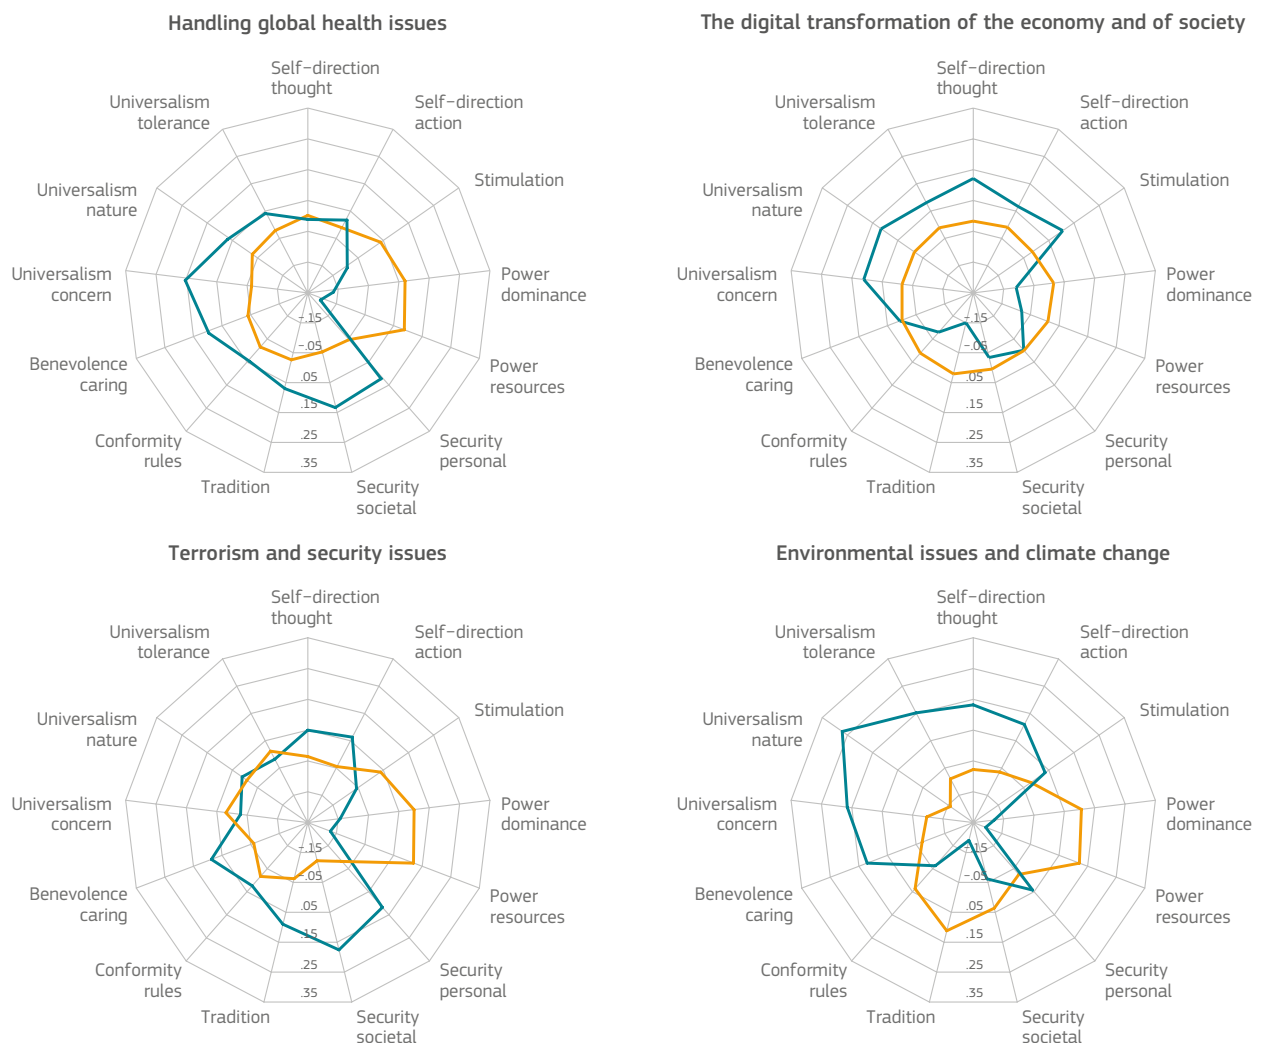 Handling global health issues
Self-direction
thought
Self-direction
action
Stimulation
Power
dominance
Power
resources
Security
personal
Security
societal
Tradition
Conformity
rules
Benevolence
caring
Universalism
concern
Universalism
nature
Universalism
tolerance
-.15
-.05
.05
.15
.25
.35
The digital transformation of the economy and of society
Self-direction
thought
Self-direction
action
Stimulation
Power
dominance
Power
resources
Security
personal
Security
societal
Tradition
Conformity
rules
Benevolence
caring
Universalism
concern
Universalism
nature
Universalism
tolerance
-.15
-.05
.05
.15
.25
.35
Terrorism and security issues
Self-direction
thought
Self-direction
action
Stimulation
Power
dominance
Power
resources
Security
personal
Security
societal
Tradition
Conformity
rules
Benevolence
caring
Universalism
concern
Universalism
nature
Universalism
tolerance
-.15
-.05
.05
.15
.25
.35
Environmental issues and climate change
Self-direction
thought
Self-direction
action
Stimulation
Power
dominance
Power
resources
Security
personal
Security
societal
Tradition
Conformity
rules
Benevolence
caring
Universalism
concern
Universalism
nature
Universalism
tolerance
-.15
-.05
.05
.15
.25
.35